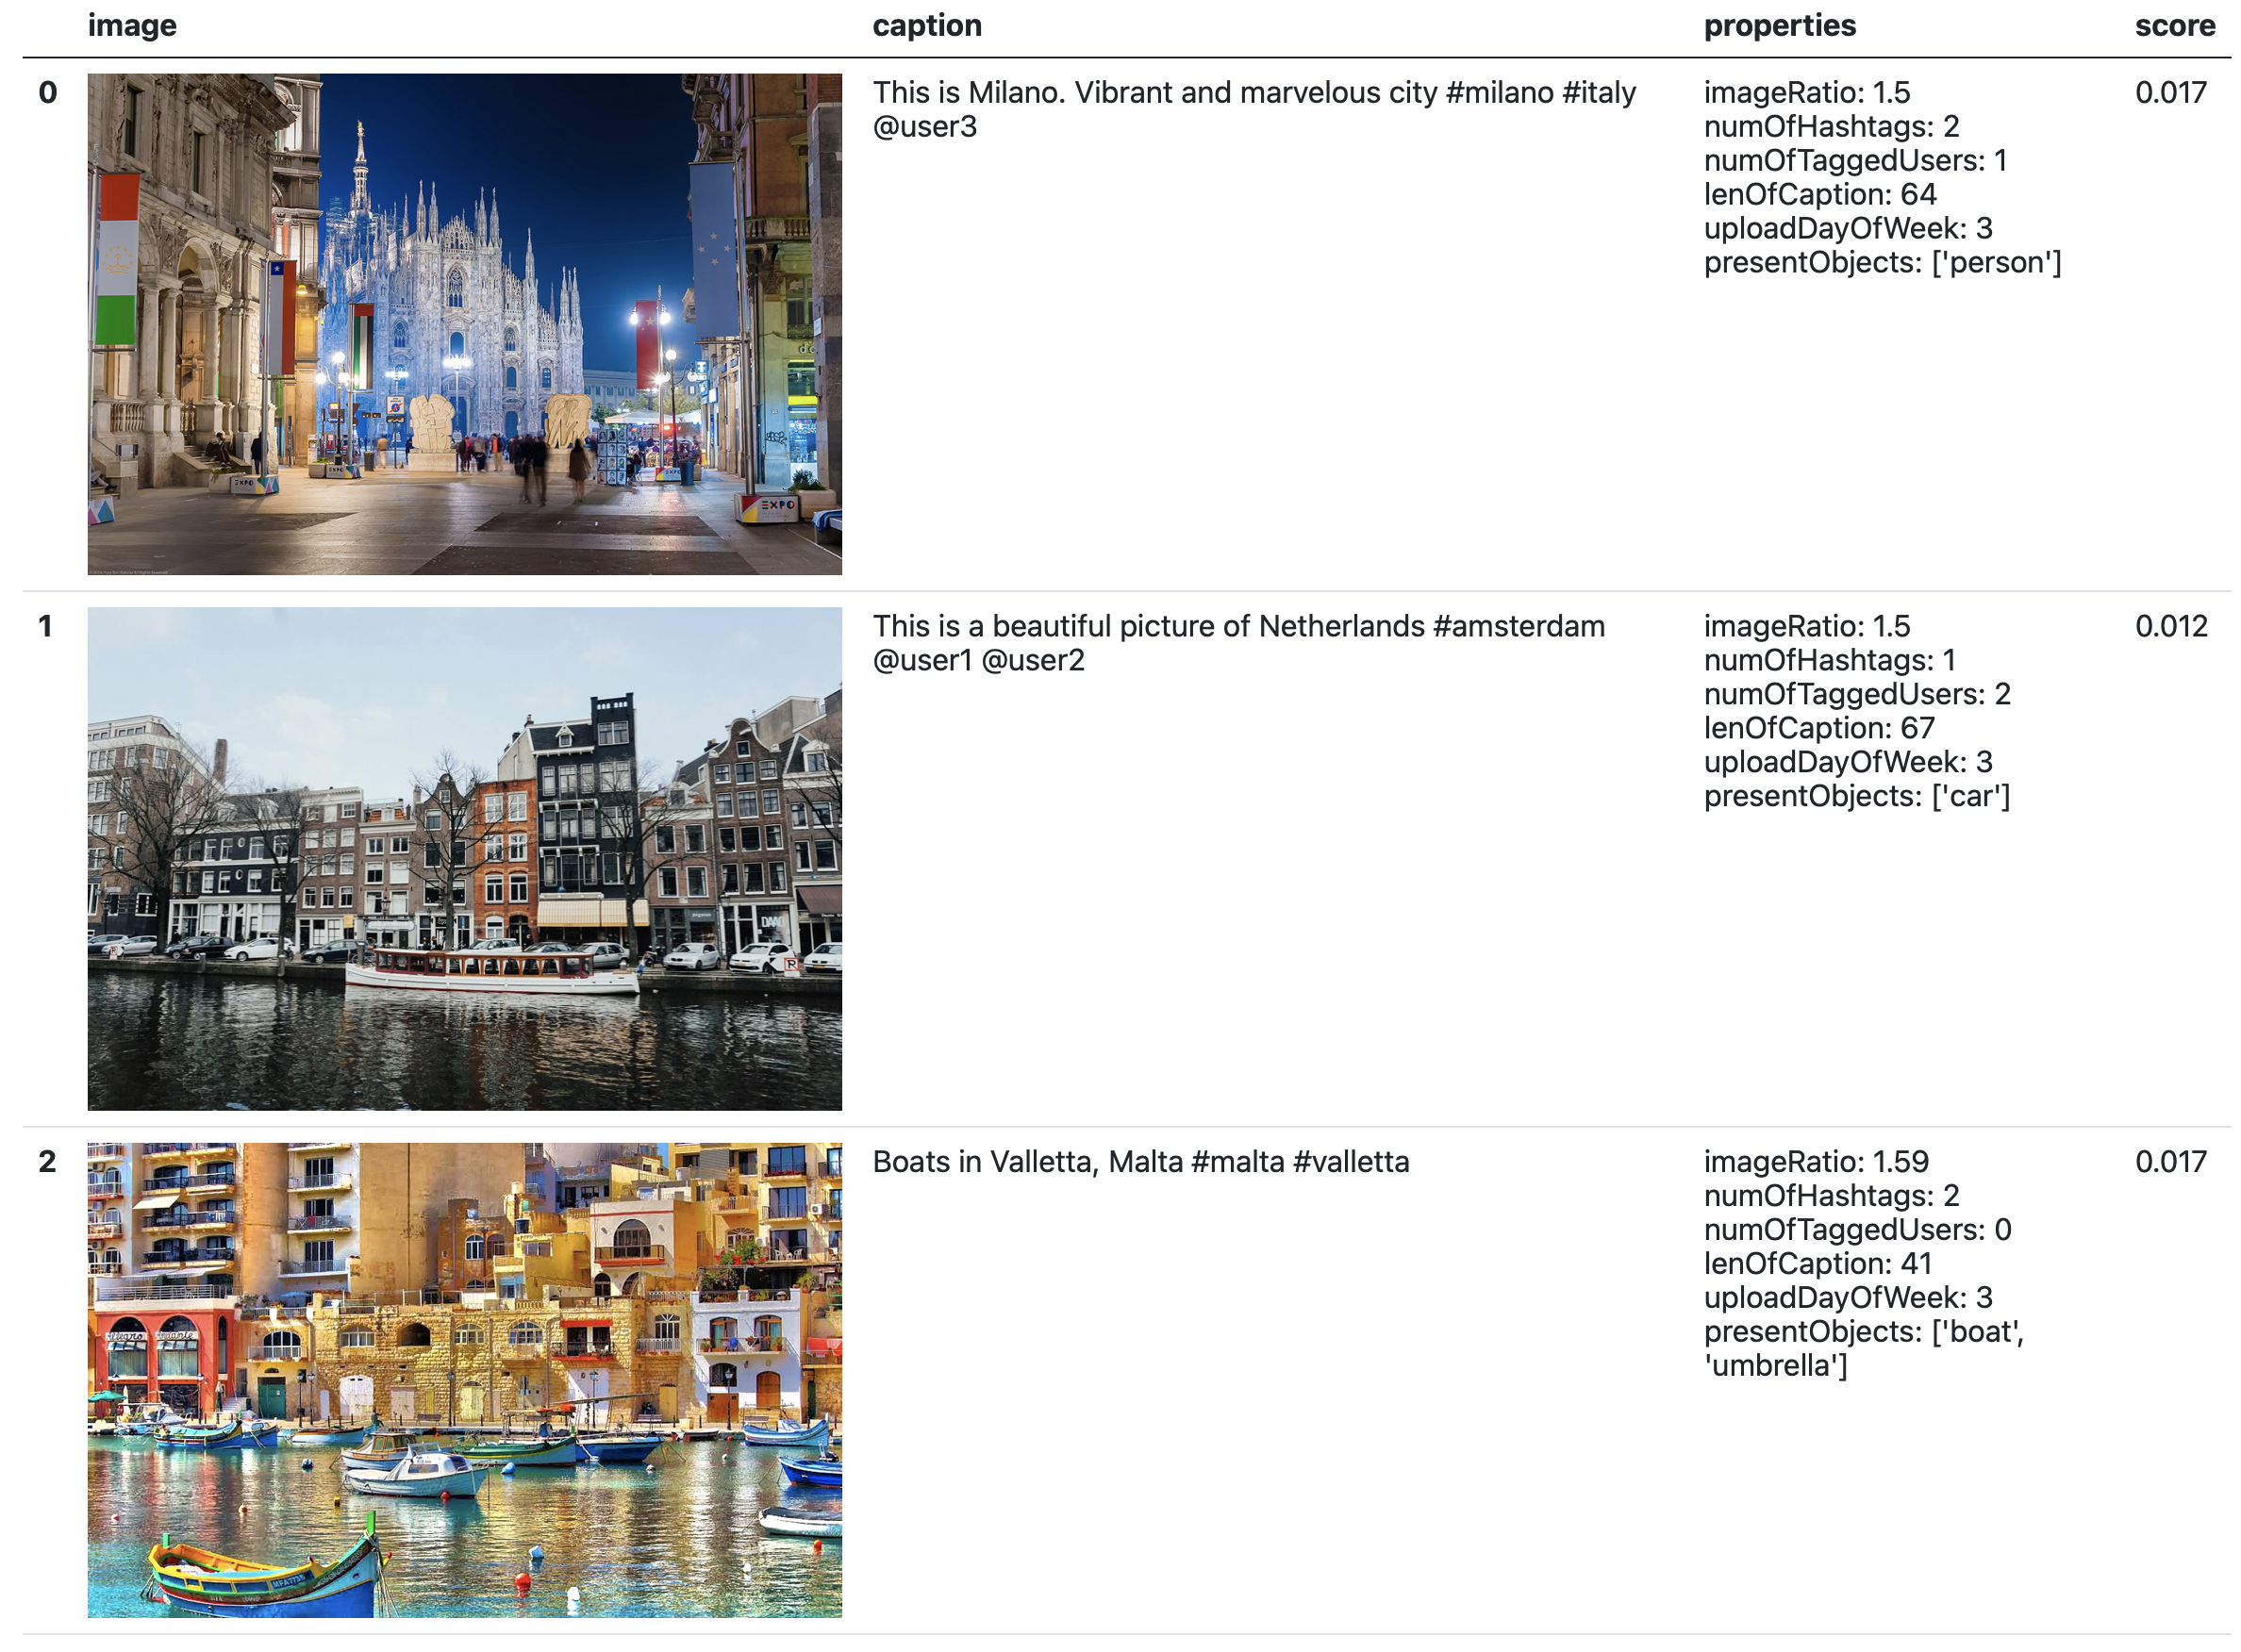 image caption properties score
0
This is Milano. Vibrant and marvelous city #milano #italy
@user3
imageRatio: 1.5
numOfHashtags: 2
numOfTaggedUsers: 1
lenOfCaption: 64
uploadDayOfWeek: 3
presentObjects: ['person']
0.017
EXPO
EXPO
EXPO
EXPO
1
This is a beautiful picture of Netherlands #amsterdam
@user1 @user2
imageRatio: 1.5
numOfHashtags: 1
numOfTaggedUsers: 2
lenOfCaption: 67
uploadDayOfWeek: 3
presentObjects: ['car']
0.012
P
2
Boats in Valletta, Malta #malta #valletta
imageRatio: 1.59
numOfHashtags: 2
numOfTaggedUsers: 0
lenOfCaption: 41
uploadDayOfWeek: 3
presentObjects: ['boat',
'umbrella']
0.017